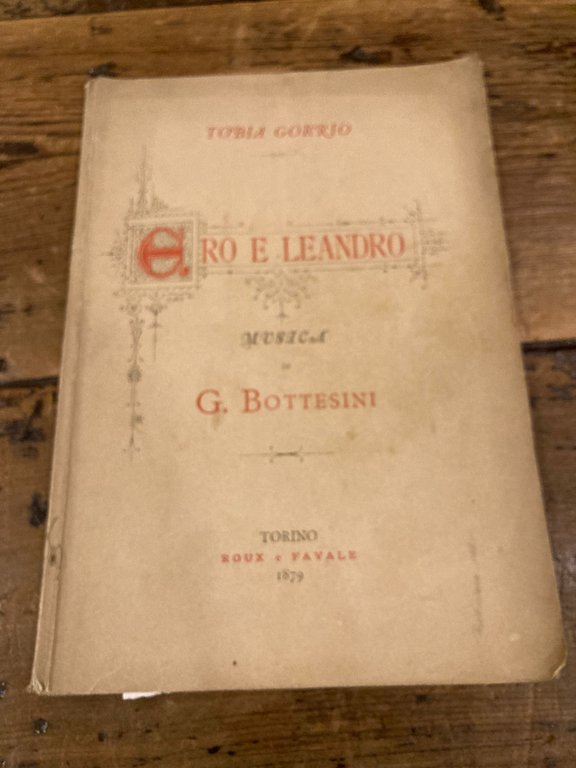 TOBIA GORRIO
ERO E LEANDRO
MUSICA
DI
G. BOTTESINI
TORINO
ROUX e FAVALE
1879